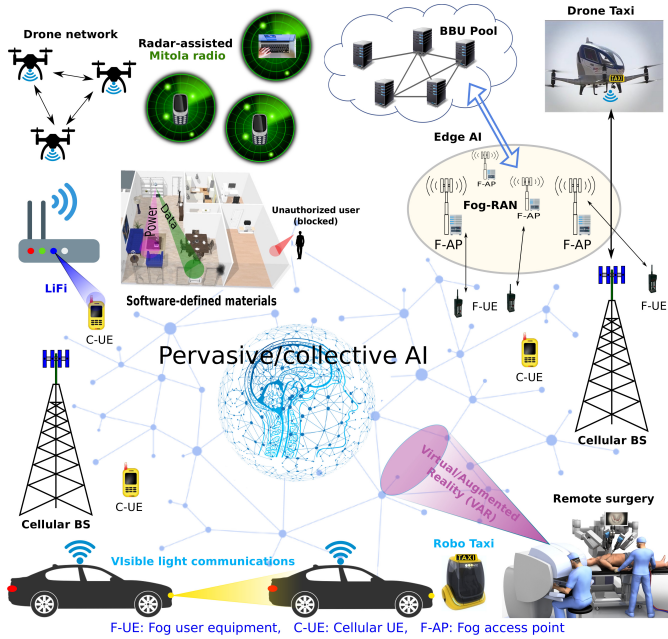 Drone network
Radar-assisted
Mitola radio
BBU Pool
Drone Taxi
TAXI
Edge AI
F-AP
Fog-RAN
F-AP
F-AP
F-AP
Power
Data
Unauthorized user
(blocked)
LiFi
Software-defined materials
C-UE
F-UE
F-UE
Pervasive/collective AI
C-UE
Cellular BS
Virtual/Augmented
Reality (VAR)
C-UE
Cellular BS
Remote surgery
VIsible light communications
Robo Taxi
TAXI
F-UE: Fog user equipment, C-UE: Cellular UE, F-AP: Fog access point